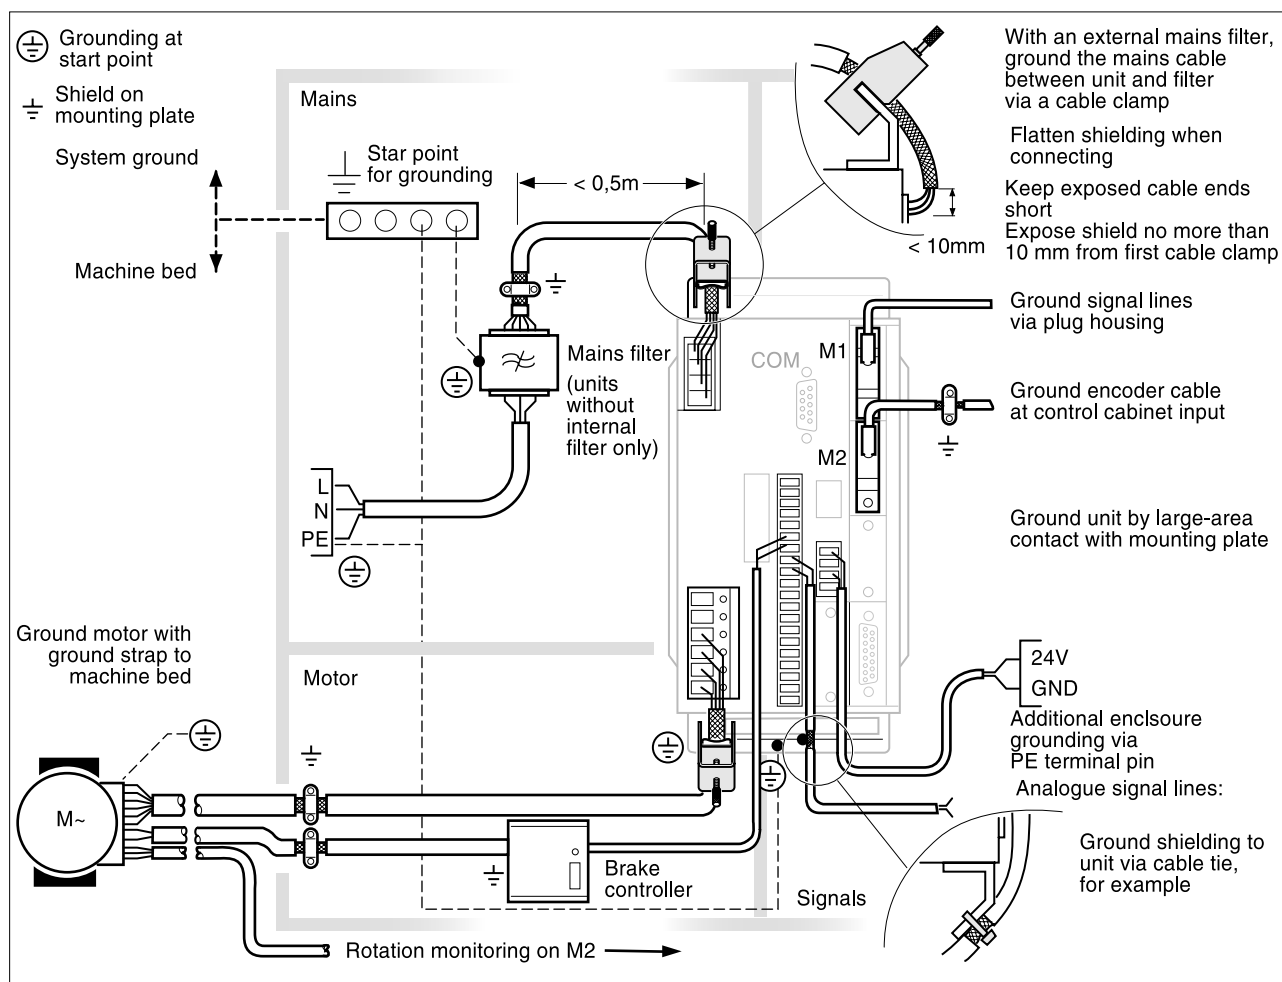 Grounding at
start point
Shield on
mounting plate
System ground
Machine bed
Mains
Star point
for grounding
< 0,5m
With an external mains filter,
ground the mains cable
between unit and filter
via a cable clamp
Flatten shielding when
connecting
Keep exposed cable ends
short
Expose shield no more than
10 mm from first cable clamp
< 10mm
Ground signal lines
via plug housing
M1
COM
Mains filter
(units
without
internal
filter only)
Ground encoder cable
at control cabinet input
M2
L
N
PE
Ground unit by large-area
contact with mounting plate
Ground motor with
ground strap to
machine bed
Motor
24V
GND
Additional enclsoure
grounding via
PE terminal pin
Analogue signal lines:
M~
Brake
controller
Ground shielding to
unit via cable tie,
for example
Signals
Rotation monitoring on M2